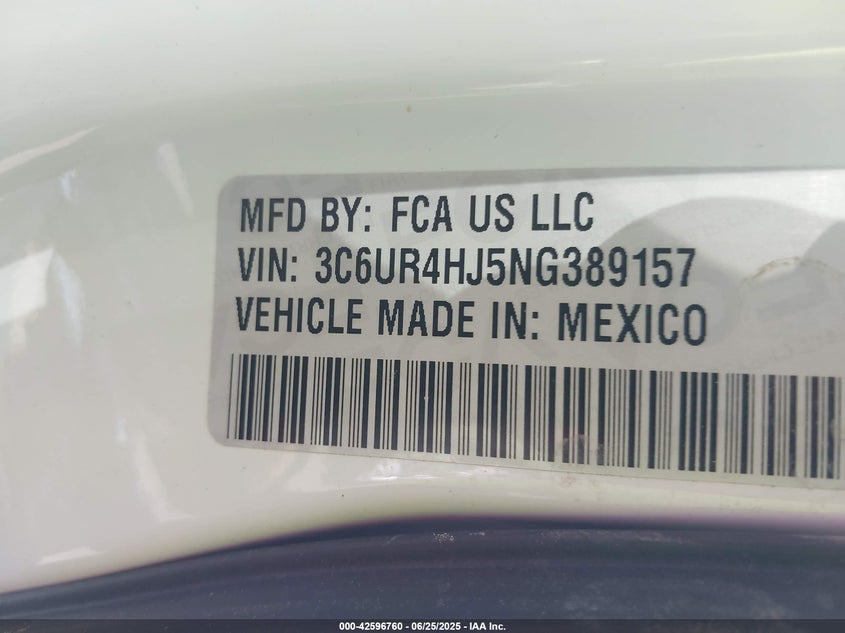 MFD BY: FCA US LLC
VIN: 3C6UR4HJ5NG389157
VEHICLE MADE IN: MEXICO
000-42596760 | 06/25/2025 - IAA Inc.